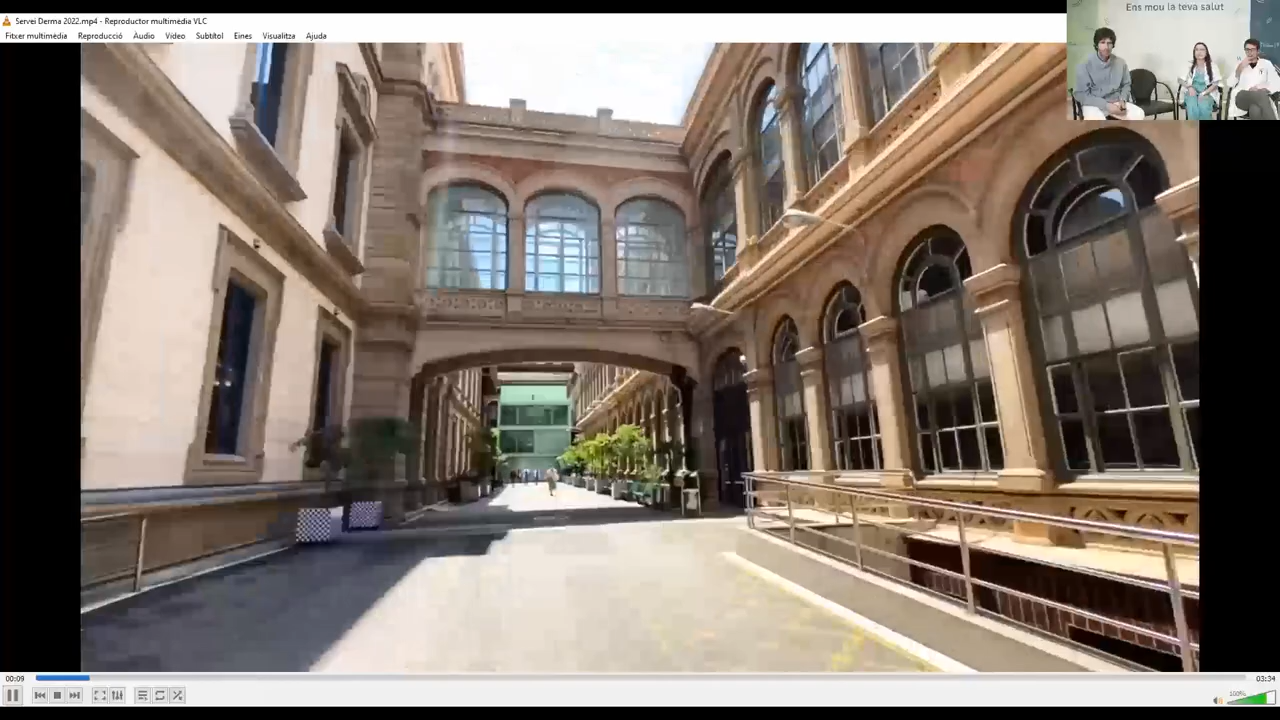 Servei Derma 2022.mp4 - Reproductor multimèdia VLC
Fitxer multimèdia Reproducció Àudio Vídeo Subtítol Eines Visualitza Ajuda
Ens mou la teva salut
00:09
03:34
100%